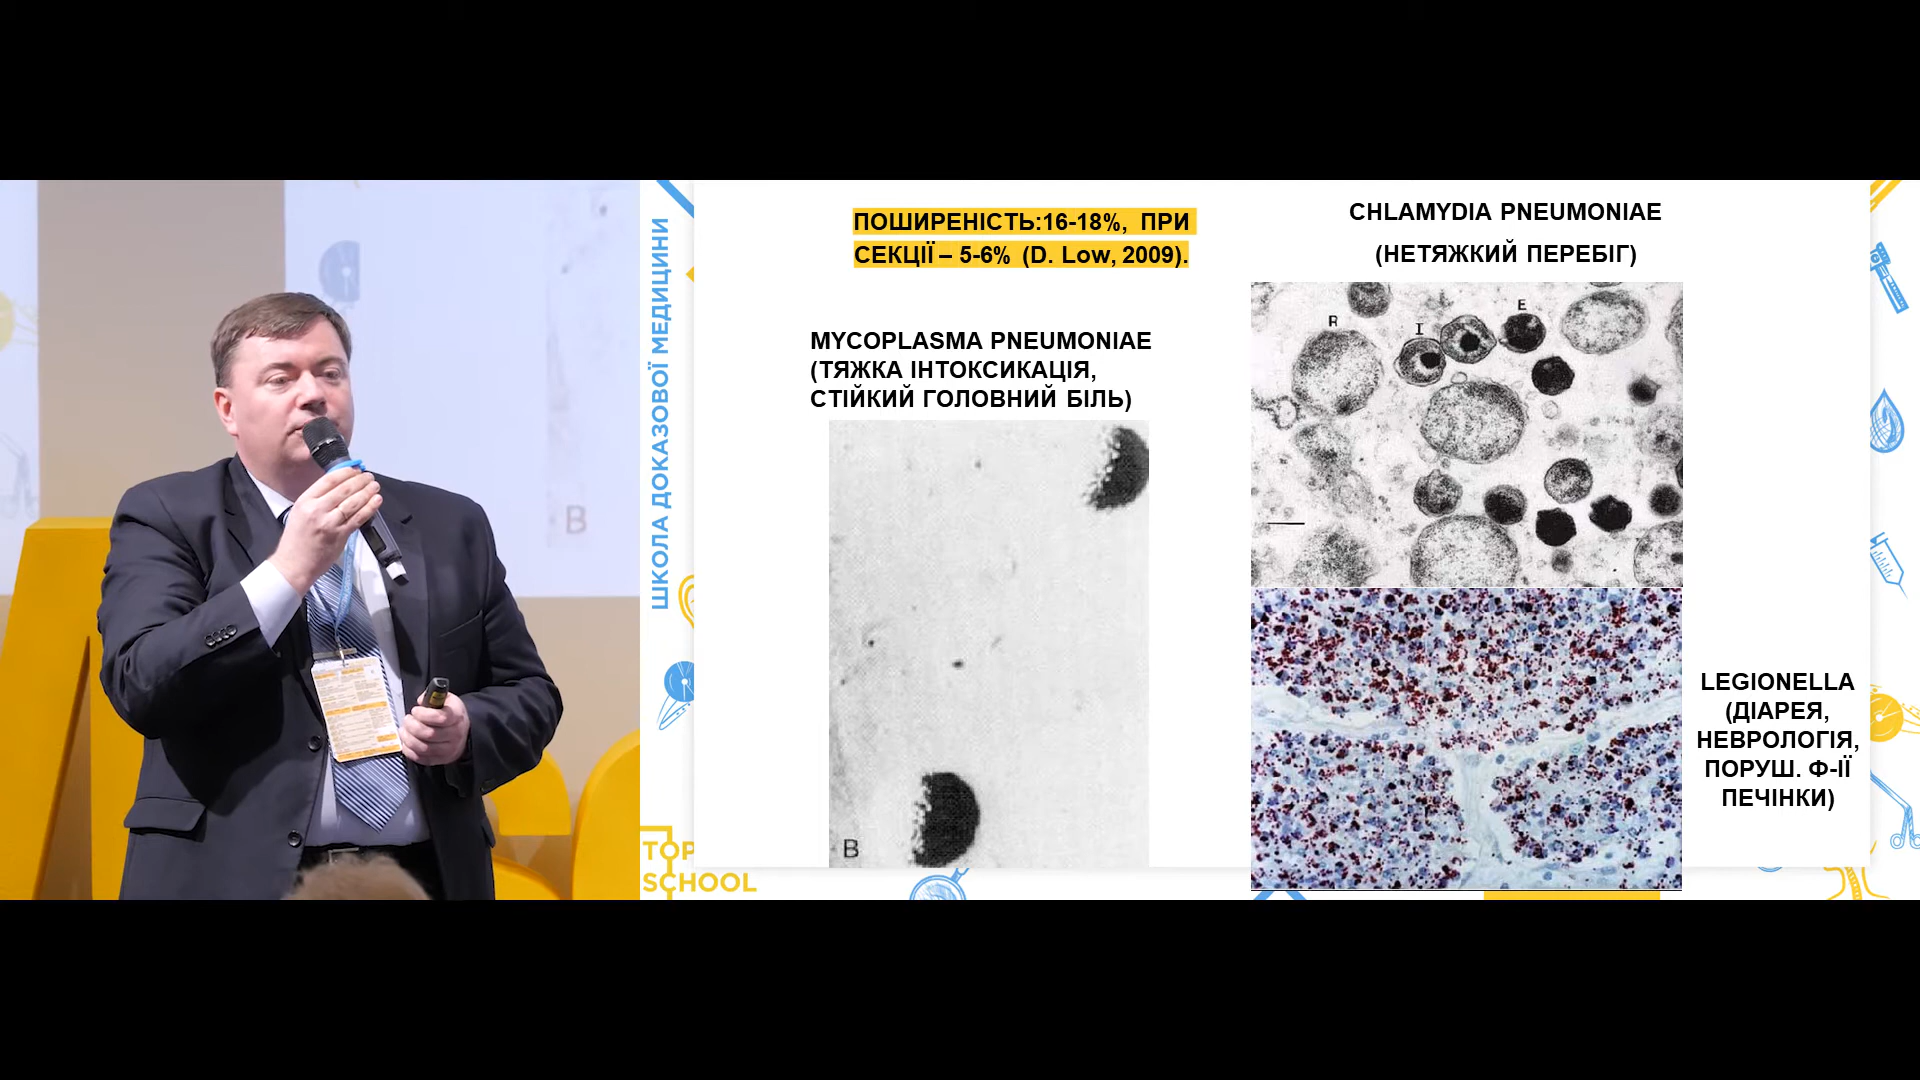 ШКОЛА ДОКАЗОВОЇ МЕДИЦИНИ
ПОШИРЕНІСТЬ:16-18%, ПРИ
СЕКЦІЇ – 5-6% (D. Low, 2009).
MYCOPLASMA PNEUMONIAE
(ТЯЖКА ІНТОКСИКАЦІЯ,
СТІЙКИЙ ГОЛОВНИЙ БІЛЬ)
B
B
CHLAMYDIA PNEUMONIAE
(НЕТЯЖКИЙ ПЕРЕБІГ)
R
I
E
LEGIONELLA
(ДІАРЕЯ,
НЕВРОЛОГІЯ,
ПОРУШ. Ф-ІЇ
ПЕЧІНКИ)
TOP
SCHOOL